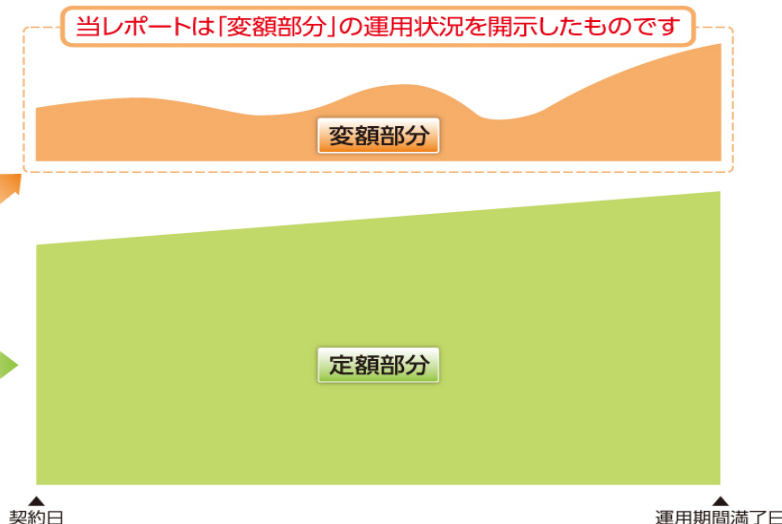 当レポートは「変額部分」の運用状況を開示したものです
変額部分
定額部分
契約日
運用期間満了日